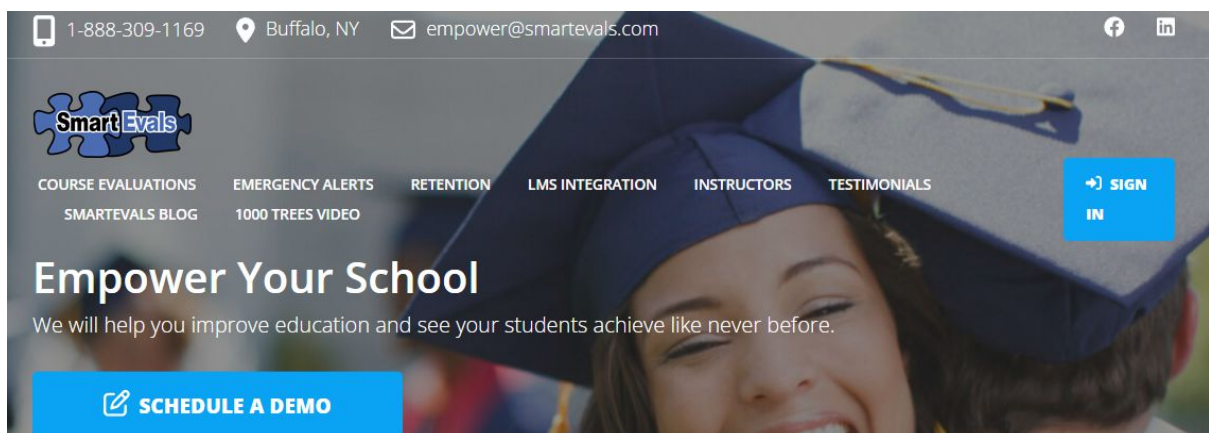 1-888-309-1169 Buffalo, NY empower@smartevals.com
SmartEvals
COURSE EVALUATIONS EMERGENCY ALERTS RETENTION LMS INTEGRATION INSTRUCTORS TESTIMONIALS
SMARTEVALS BLOG 1000 TREES VIDEO
SIGN
IN
Empower Your School
We will help you improve education and see your students achieve like never before.
SCHEDULE A DEMO